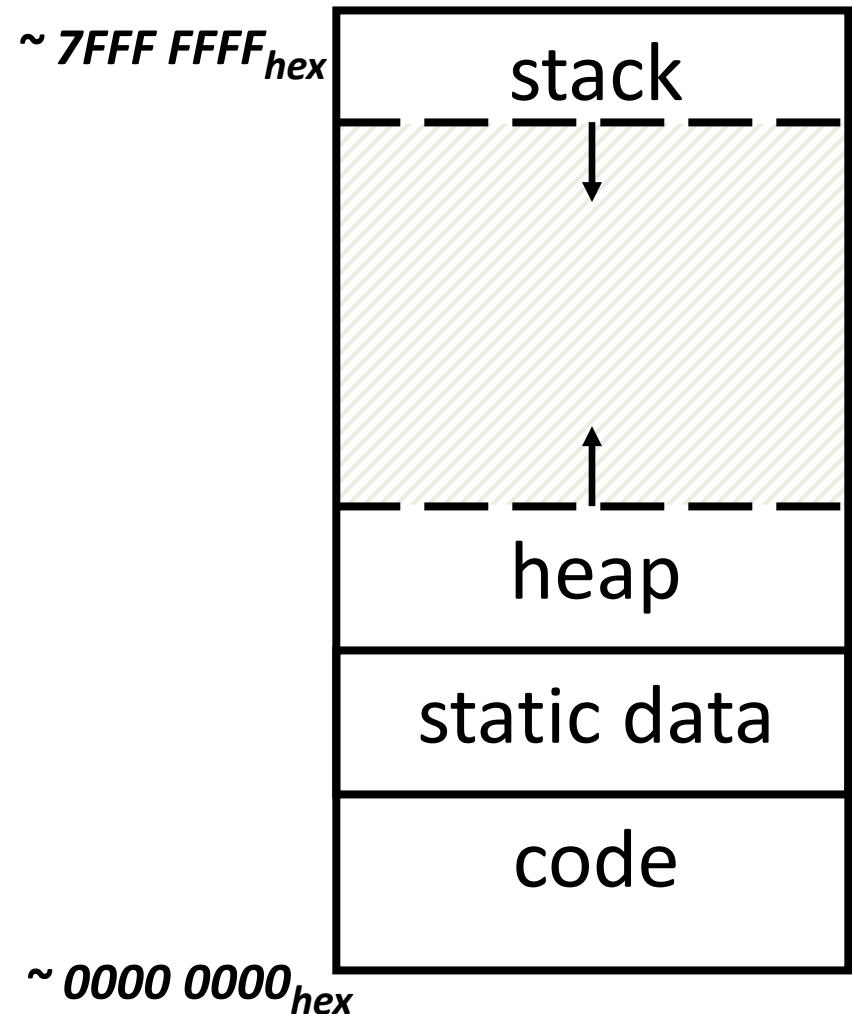 ~ 7FFF FFFFhex
stack
heap
static data
code
~ 0000 0000hex